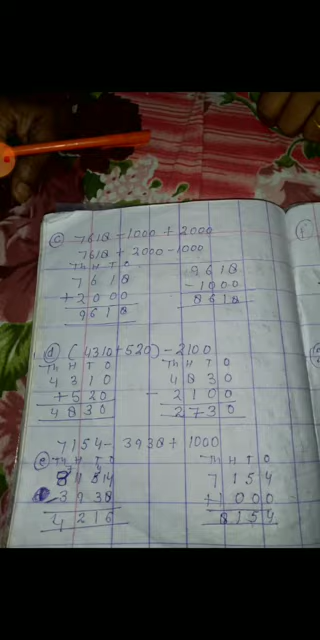 (c) 7618 - 1000 + 2000
7618 + 2000 - 1000
Th H T O
7 6 1 8
9 6 1 8
+ 2 0 0 0
- 1 0 0 0
9 6 1 8
8 6 1 8
(d) (4310 + 520) - 2100
Th H T O
Th H T O
4 3 1 0
4 8 3 0
+ 5 2 0
- 2 1 0 0
4 8 3 0
2 7 3 0
7154 - 3938 + 1000
(e) Th H T O
Th H T O
7 1 5 4
3 9 3 8
+ 1 0 0 0
4 2 1 6
8 1 5 4